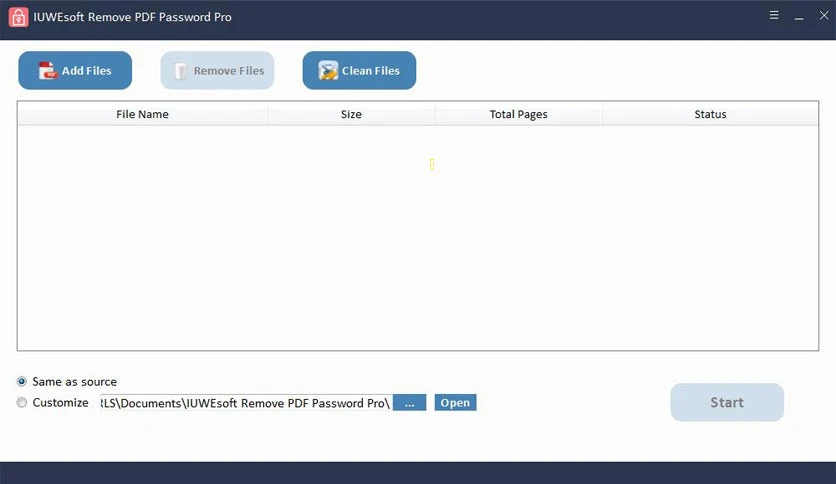 IUWEsoft Remove PDF Password Pro
Add Files
Remove Files
Clean Files
File Name Size Total Pages Status
Same as source
Customize RLS\Documents\IUWEsoft Remove PDF Password Pro\ ... Open
Start